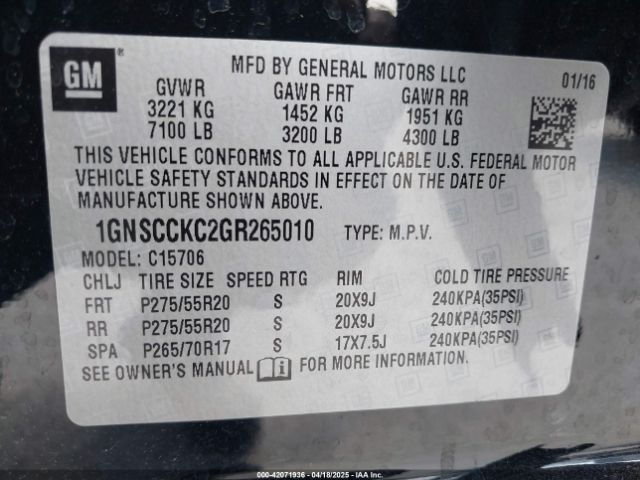 GM ®
MFD BY GENERAL MOTORS LLC 01/16
GVWR GAWR FRT GAWR RR
3221 KG 1452 KG 1951 KG
7100 LB 3200 LB 4300 LB
THIS VEHICLE CONFORMS TO ALL APPLICABLE U.S. FEDERAL MOTOR
VEHICLE SAFETY STANDARDS IN EFFECT ON THE DATE OF
MANUFACTURE SHOWN ABOVE.
1GNSCCKC2GR265010 TYPE: M.P.V.
MODEL: C15706
CHLJ TIRE SIZE SPEED RTG RIM COLD TIRE PRESSURE
FRT P275/55R20 S 20X9J 240KPA(35PSI)
RR P275/55R20 S 20X9J 240KPA(35PSI)
SPA P265/70R17 S 17X7.5J 240KPA(35PSI)
SEE OWNER'S MANUAL i FOR MORE INFORMATION.
000-42071936 - 04/18/2025 - IAA Inc.